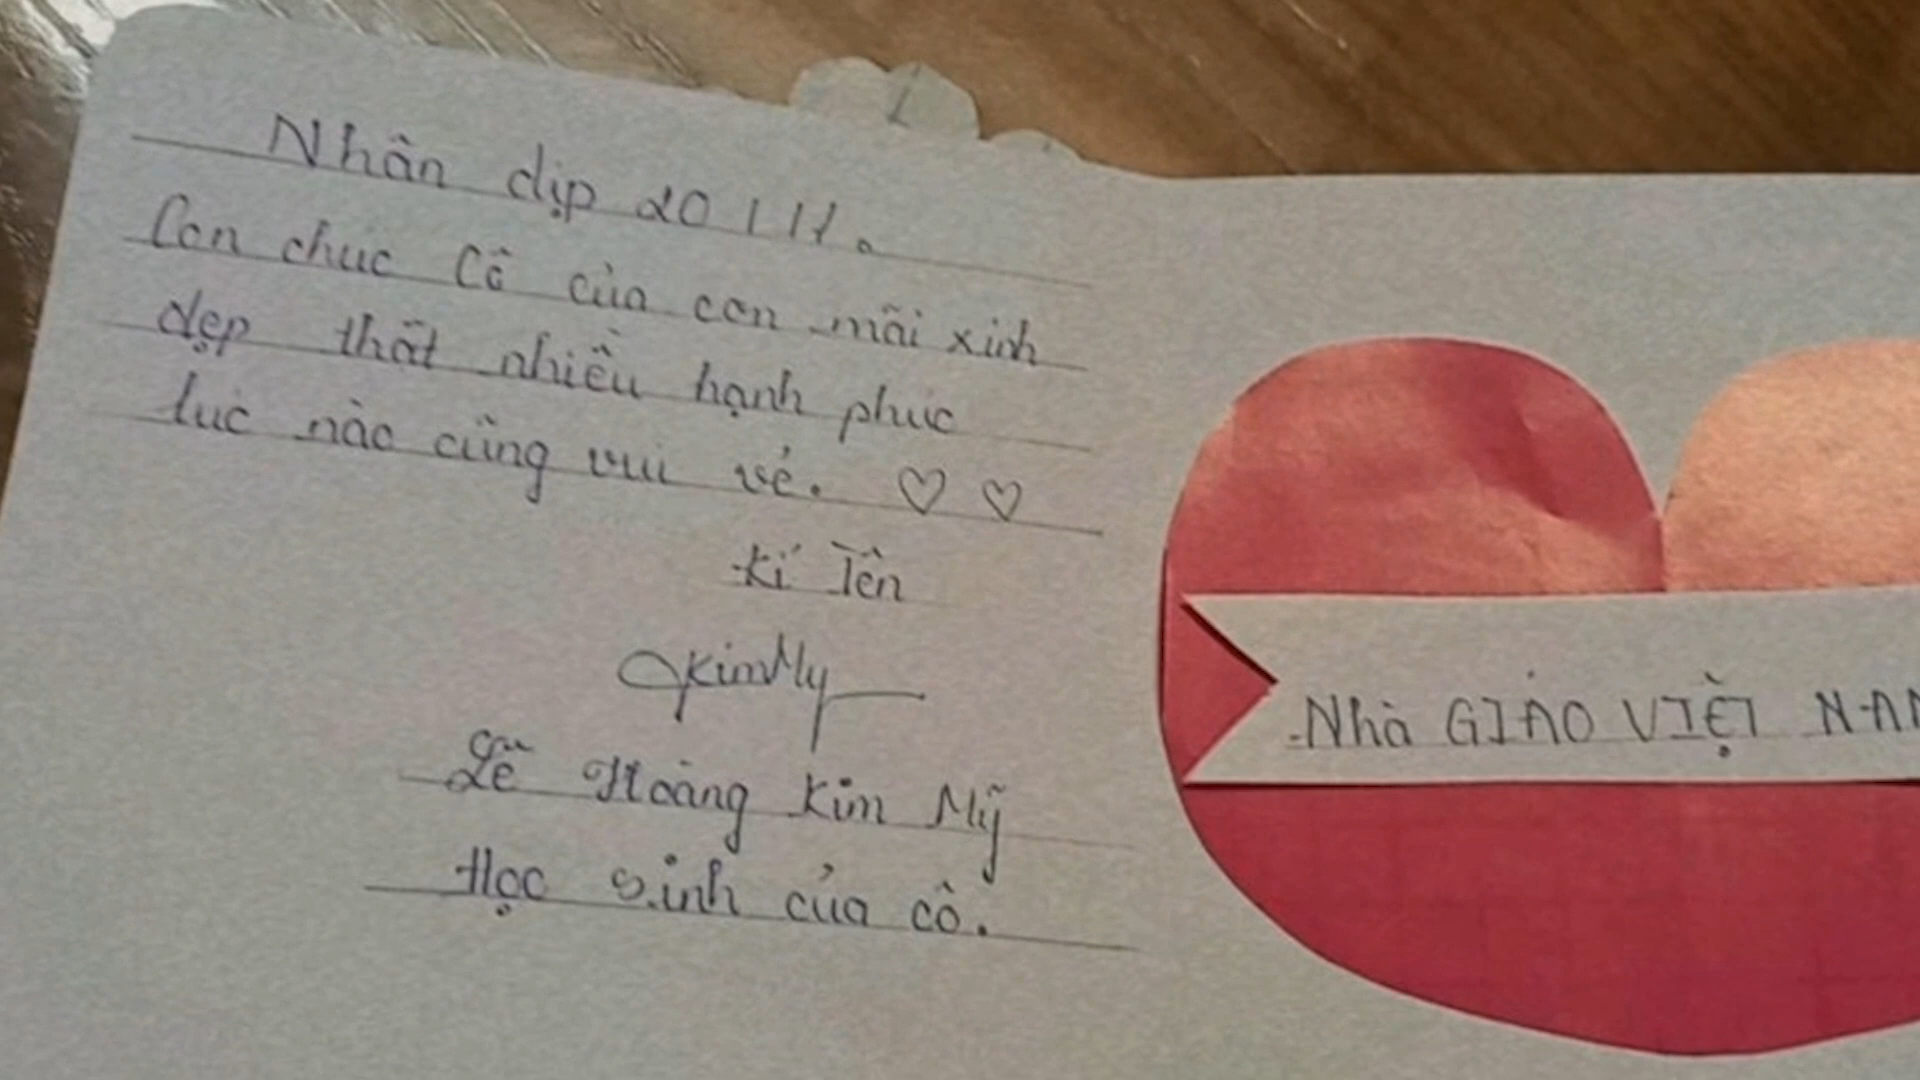 Nhân dịp 20/11.
Con chúc Cô của con mãi xinh
đẹp thật nhiều hạnh phúc
lúc nào cũng vui vẻ. ♡ ♡
Kí Tên
KimMy
Lê Hoàng Kim Mỹ
Học sinh của cô.
Nhà GIÁO VIỆT NAM